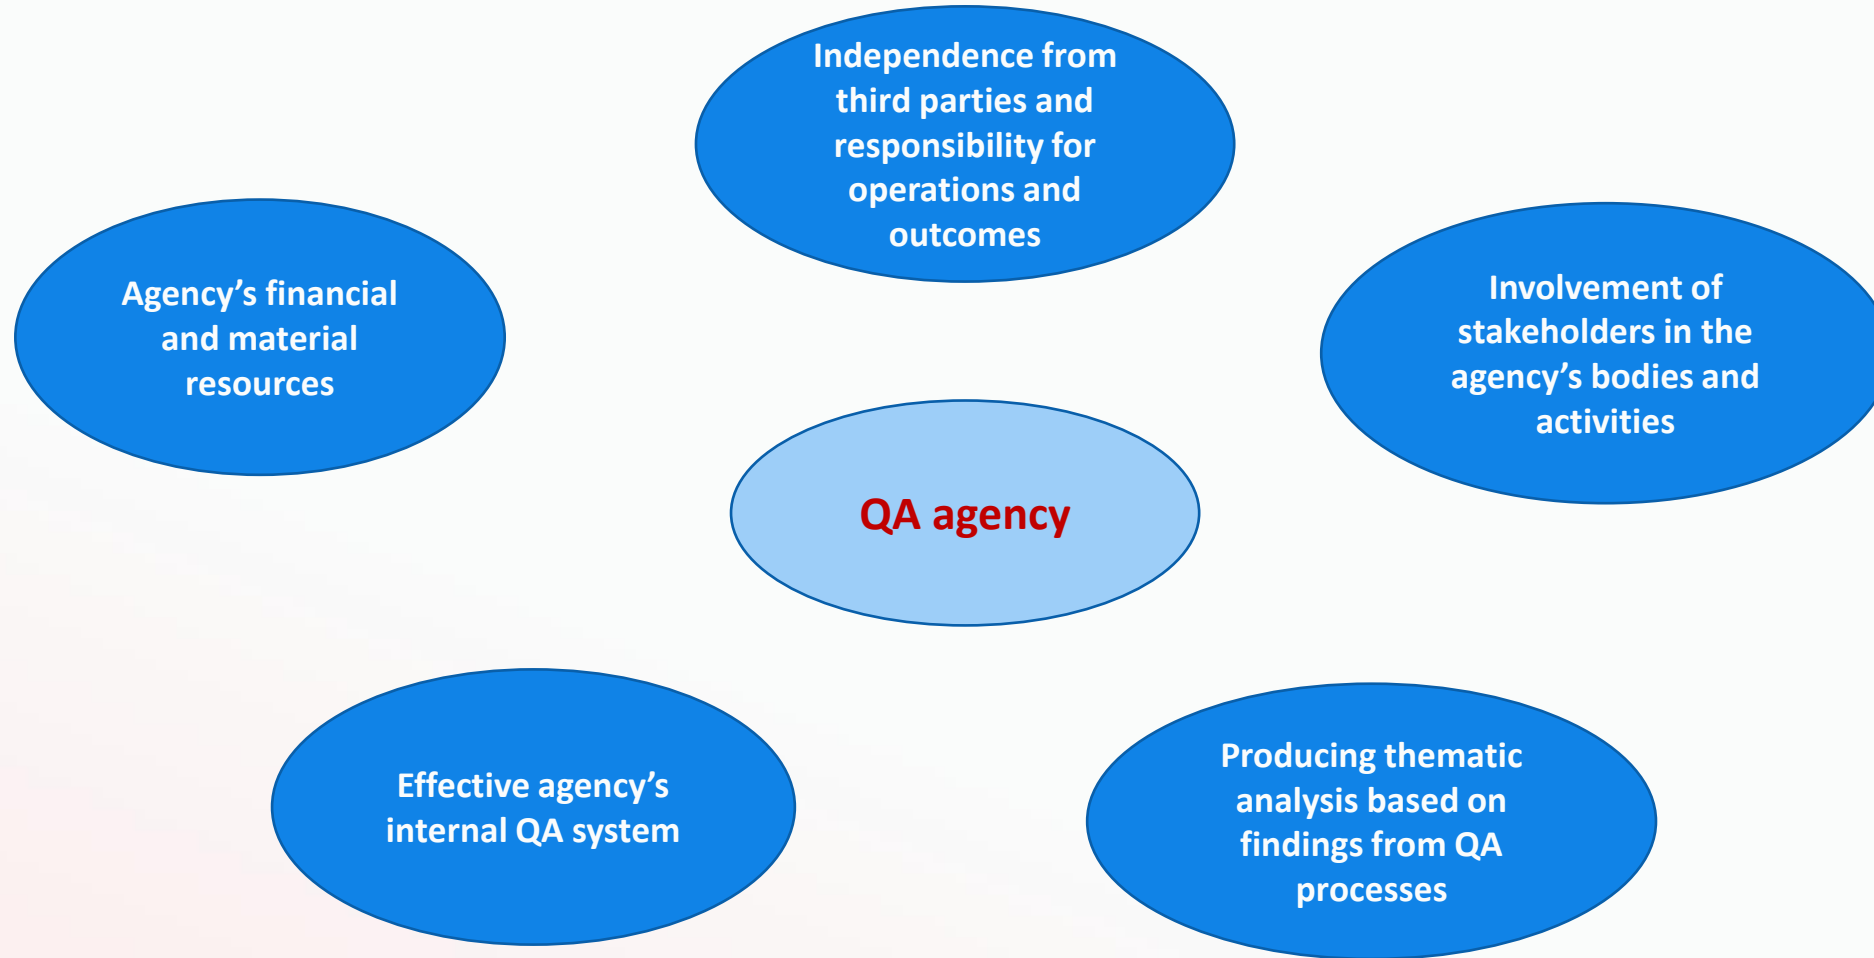 Independence from
third parties and
responsibility for
operations and
outcomes
Agency’s financial
and material
resources
Involvement of
stakeholders in the
agency’s bodies and
activities
QA agency
Effective agency’s
internal QA system
Producing thematic
analysis based on
findings from QA
processes